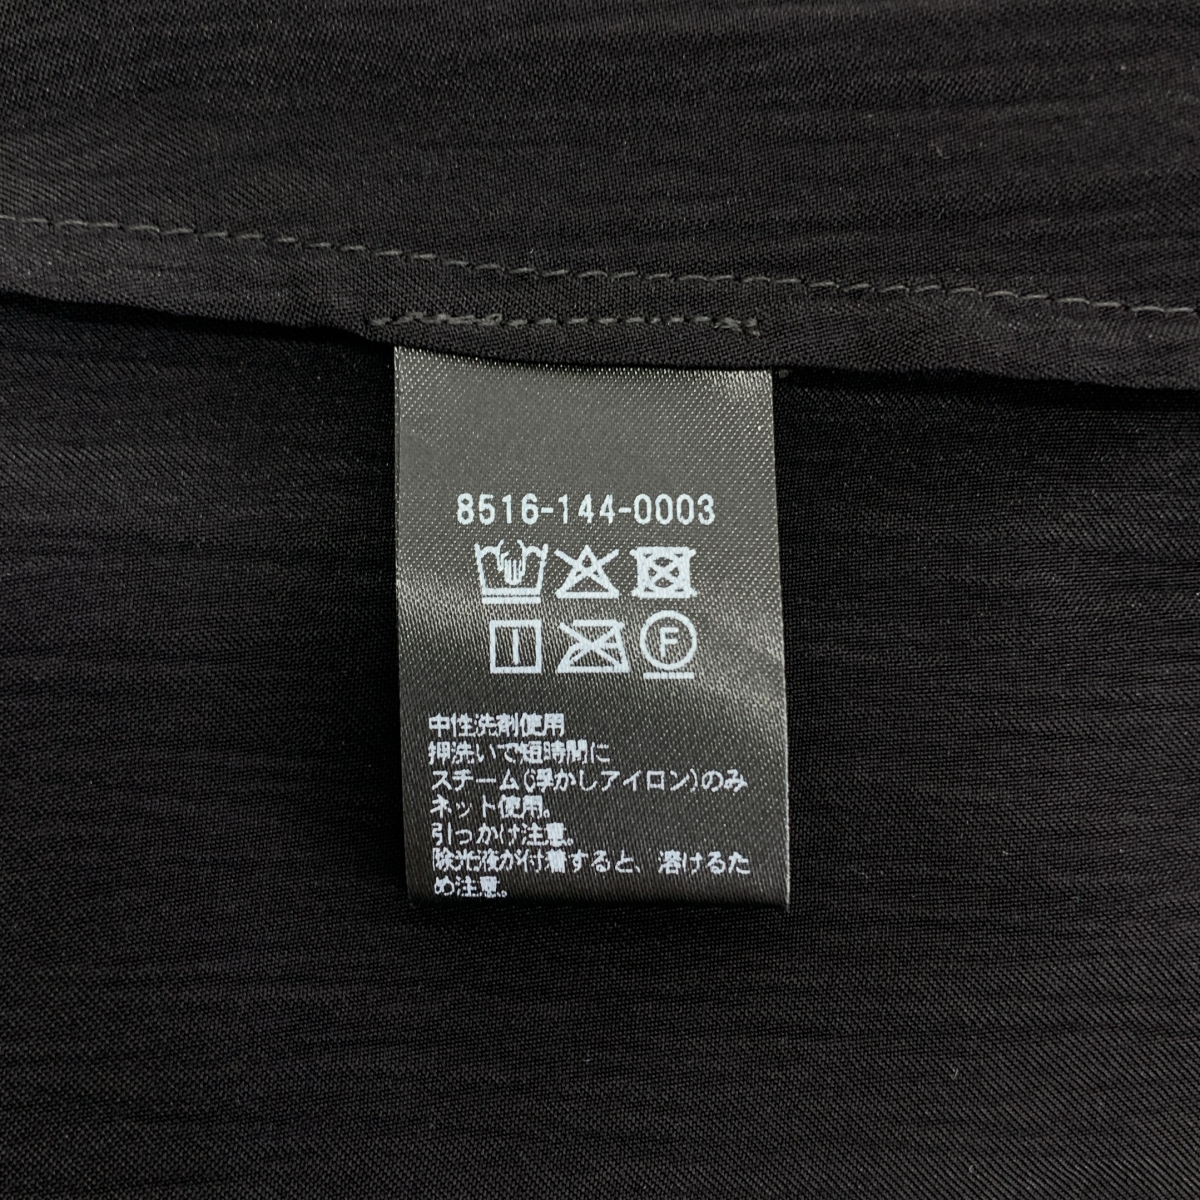 8516-144-0003
中性洗剤使用
押洗いで短時間に
スチーム(浮かしアイロン)のみ
ネット使用。
引っかけ注意。
除光液が付着すると、溶けるた
め注意。